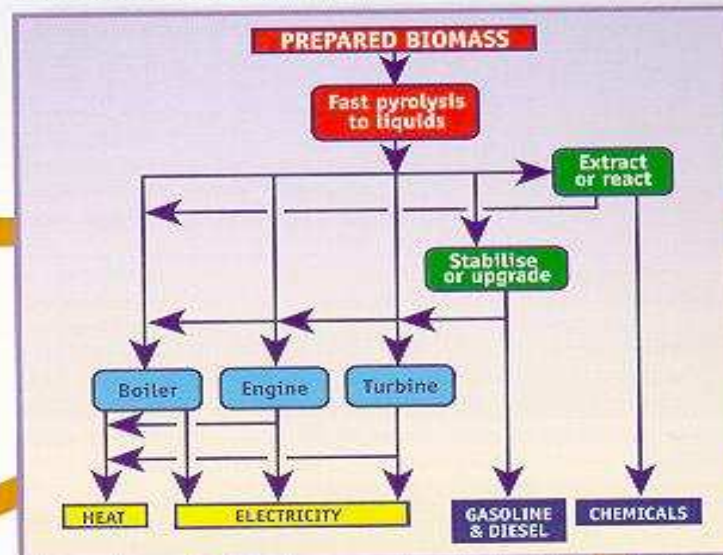 PREPARED BIOMASS
Fast pyrolysis
to liquids
Extract
or react
Stabilise
or upgrade
Boiler
Engine
Turbine
HEAT
ELECTRICITY
GASOLINE
& DIESEL
CHEMICALS